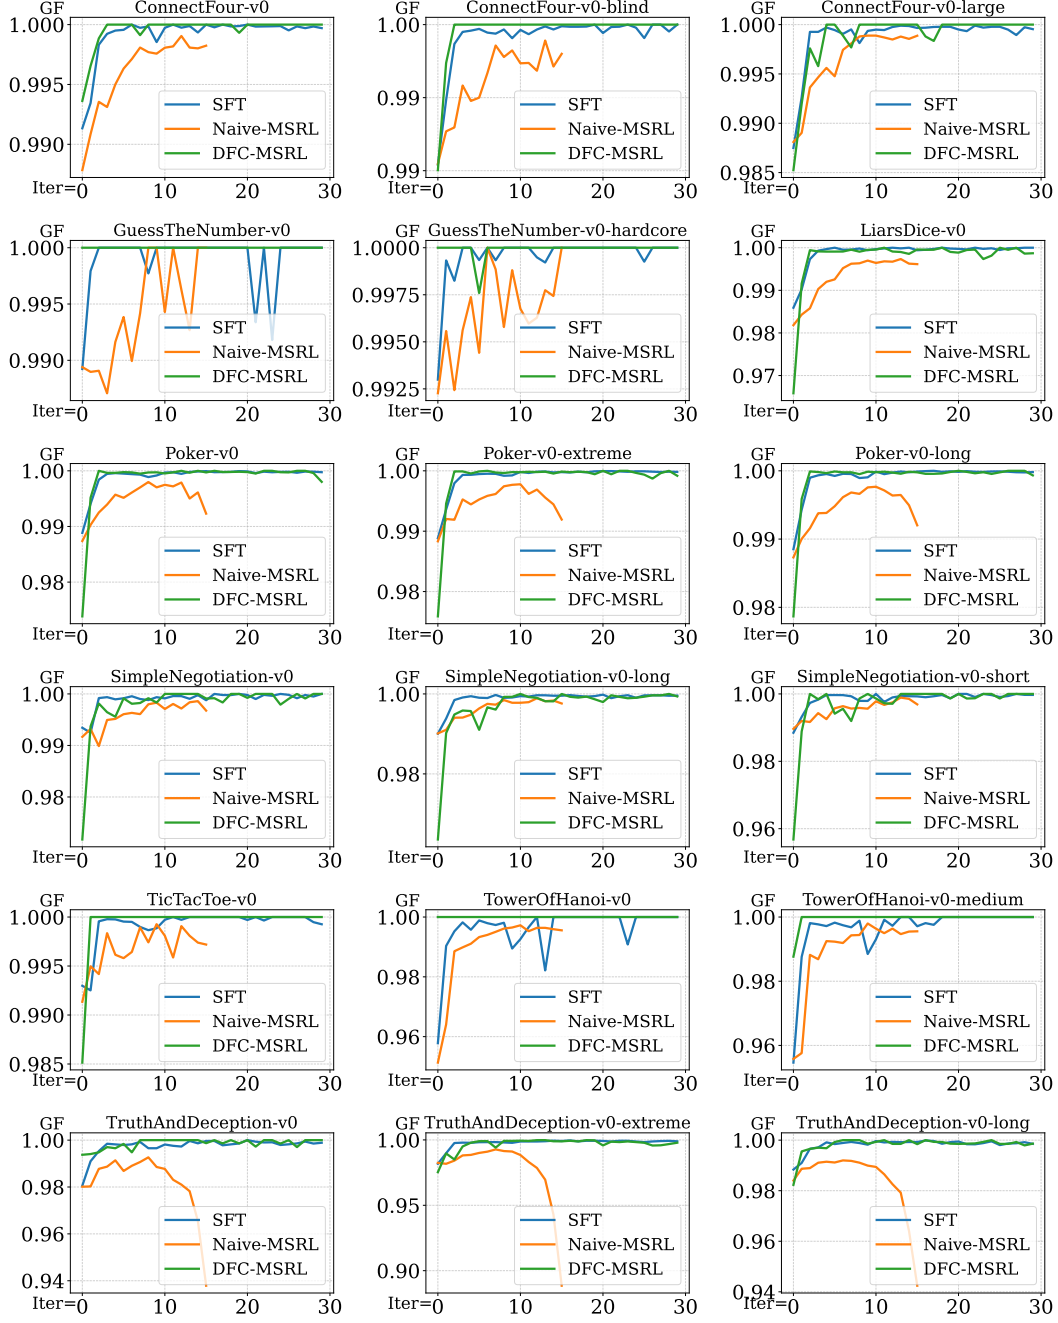 GF ConnectFour-v0
1.000
0.995
0.990
SFT
Naive-MSRL
DFC-MSRL
Iter=0 10 20 30
GF ConnectFour-v0-blind
1.000
0.99
0.99
SFT
Naive-MSRL
DFC-MSRL
Iter=0 10 20 30
GF ConnectFour-v0-large
1.000
0.995
0.990
0.985
SFT
Naive-MSRL
DFC-MSRL
Iter=0 10 20 30
GF GuessTheNumber-v0
1.000
0.995
0.990
SFT
Naive-MSRL
DFC-MSRL
Iter=0 10 20 30
GF GuessTheNumber-v0-hardcore
1.0000
0.9975
0.9950
0.9925
SFT
Naive-MSRL
DFC-MSRL
Iter=0 10 20 30
GF LiarsDice-v0
1.00
0.99
0.98
0.97
SFT
Naive-MSRL
DFC-MSRL
Iter=0 10 20 30
GF Poker-v0
1.00
0.99
0.98
SFT
Naive-MSRL
DFC-MSRL
Iter=0 10 20 30
GF Poker-v0-extreme
1.00
0.99
0.98
SFT
Naive-MSRL
DFC-MSRL
Iter=0 10 20 30
GF Poker-v0-long
1.00
0.99
0.98
SFT
Naive-MSRL
DFC-MSRL
Iter=0 10 20 30
GF SimpleNegotiation-v0
1.00
0.99
0.98
SFT
Naive-MSRL
DFC-MSRL
Iter=0 10 20 30
GF SimpleNegotiation-v0-long
1.00
0.98
SFT
Naive-MSRL
DFC-MSRL
Iter=0 10 20 30
GF SimpleNegotiation-v0-short
1.00
0.98
0.96
SFT
Naive-MSRL
DFC-MSRL
Iter=0 10 20 30
GF TicTacToe-v0
1.000
0.995
0.990
0.985
SFT
Naive-MSRL
DFC-MSRL
Iter=0 10 20 30
GF TowerOfHanoi-v0
1.00
0.98
0.96
SFT
Naive-MSRL
DFC-MSRL
Iter=0 10 20 30
GF TowerOfHanoi-v0-medium
1.00
0.98
0.96
SFT
Naive-MSRL
DFC-MSRL
Iter=0 10 20 30
GF TruthAndDeception-v0
1.00
0.98
0.96
0.94
SFT
Naive-MSRL
DFC-MSRL
Iter=0 10 20 30
GF TruthAndDeception-v0-extreme
1.00
0.95
0.90
SFT
Naive-MSRL
DFC-MSRL
Iter=0 10 20 30
GF TruthAndDeception-v0-long
1.00
0.98
0.96
0.94
SFT
Naive-MSRL
DFC-MSRL
Iter=0 10 20 30